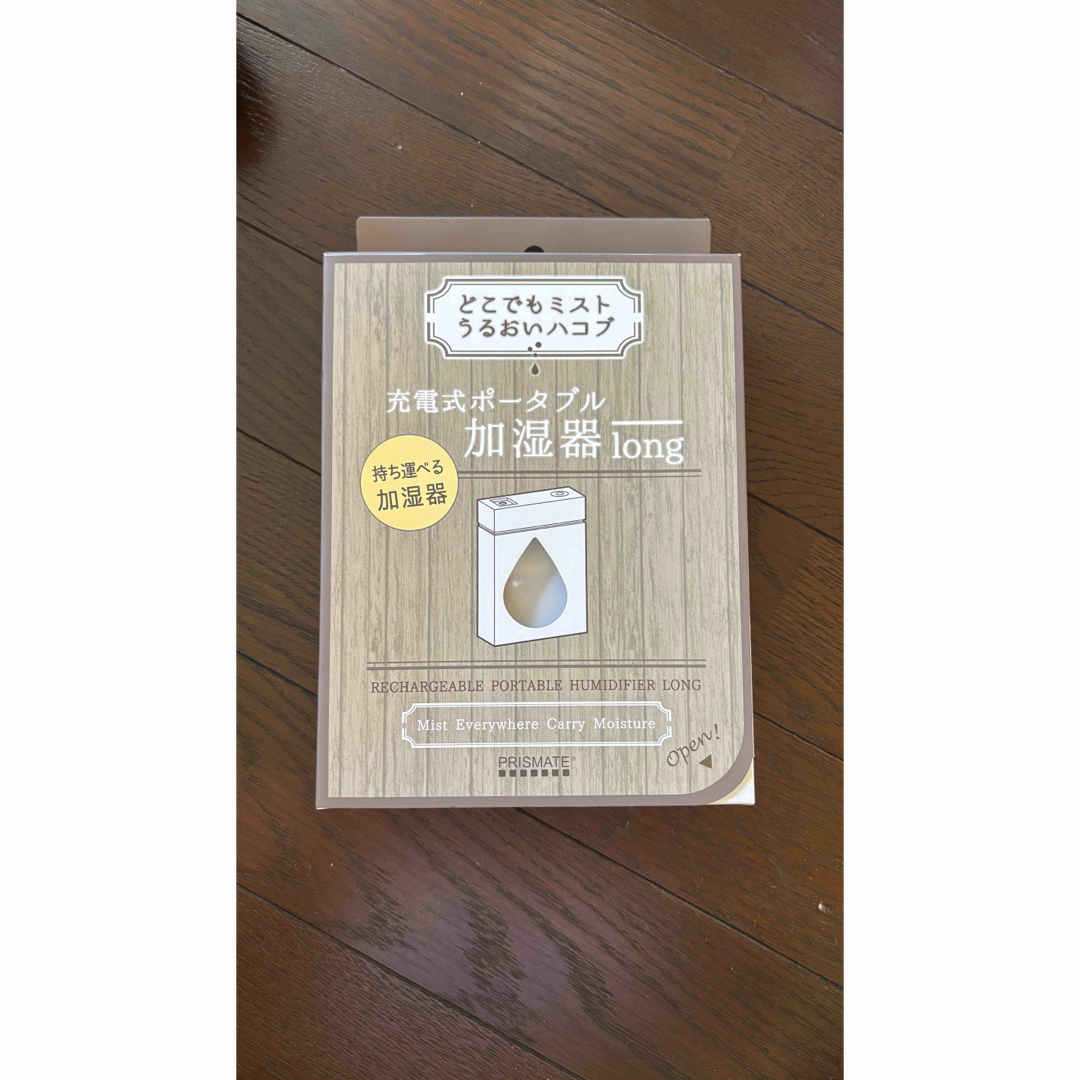 どこでもミスト
うるおいハコブ
充電式ポータブル
加湿器 long
持ち運べる
加湿器
RECHARGEABLE PORTABLE HUMIDIFIER LONG
Mist Everywhere Carry Moisture
Open!
PRISMATE